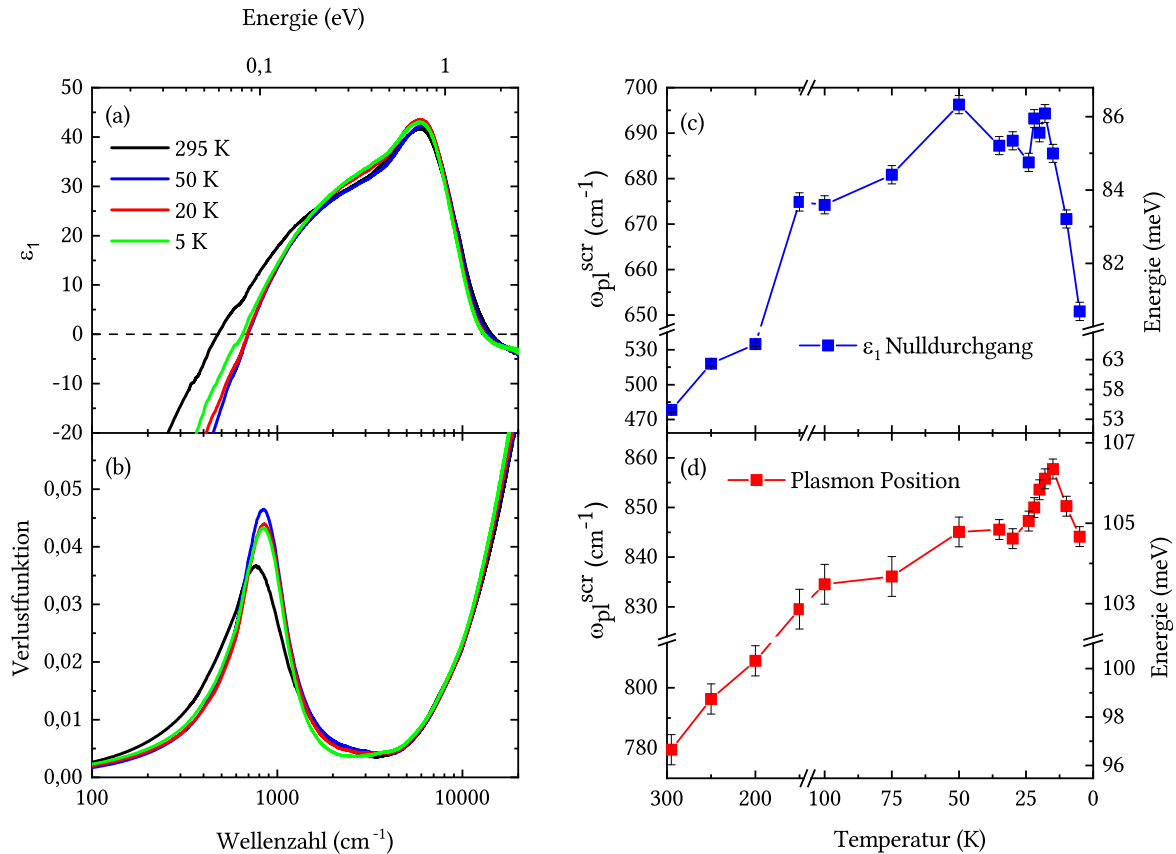 Energie (eV)
0,1 1
(a)
50
40
30
20
10
0
-10
-20
ε₁
295 K
50 K
20 K
5 K
(b)
0,05
0,04
0,03
0,02
0,01
0,00
Verlustfunktion
100 1000 10000
Wellenzahl (cm⁻¹)
(c)
700
690
680
670
660
650
530
500
470
ω_pl^scr (cm⁻¹)
86
84
82
63
58
53
Energie (meV)
ε₁ Nulldurchgang
(d)
860
850
840
830
800
780
ω_pl^scr (cm⁻¹)
107
105
103
100
98
96
Energie (meV)
Plasmon Position
300 200 100 75 50 25 0
Temperatur (K)